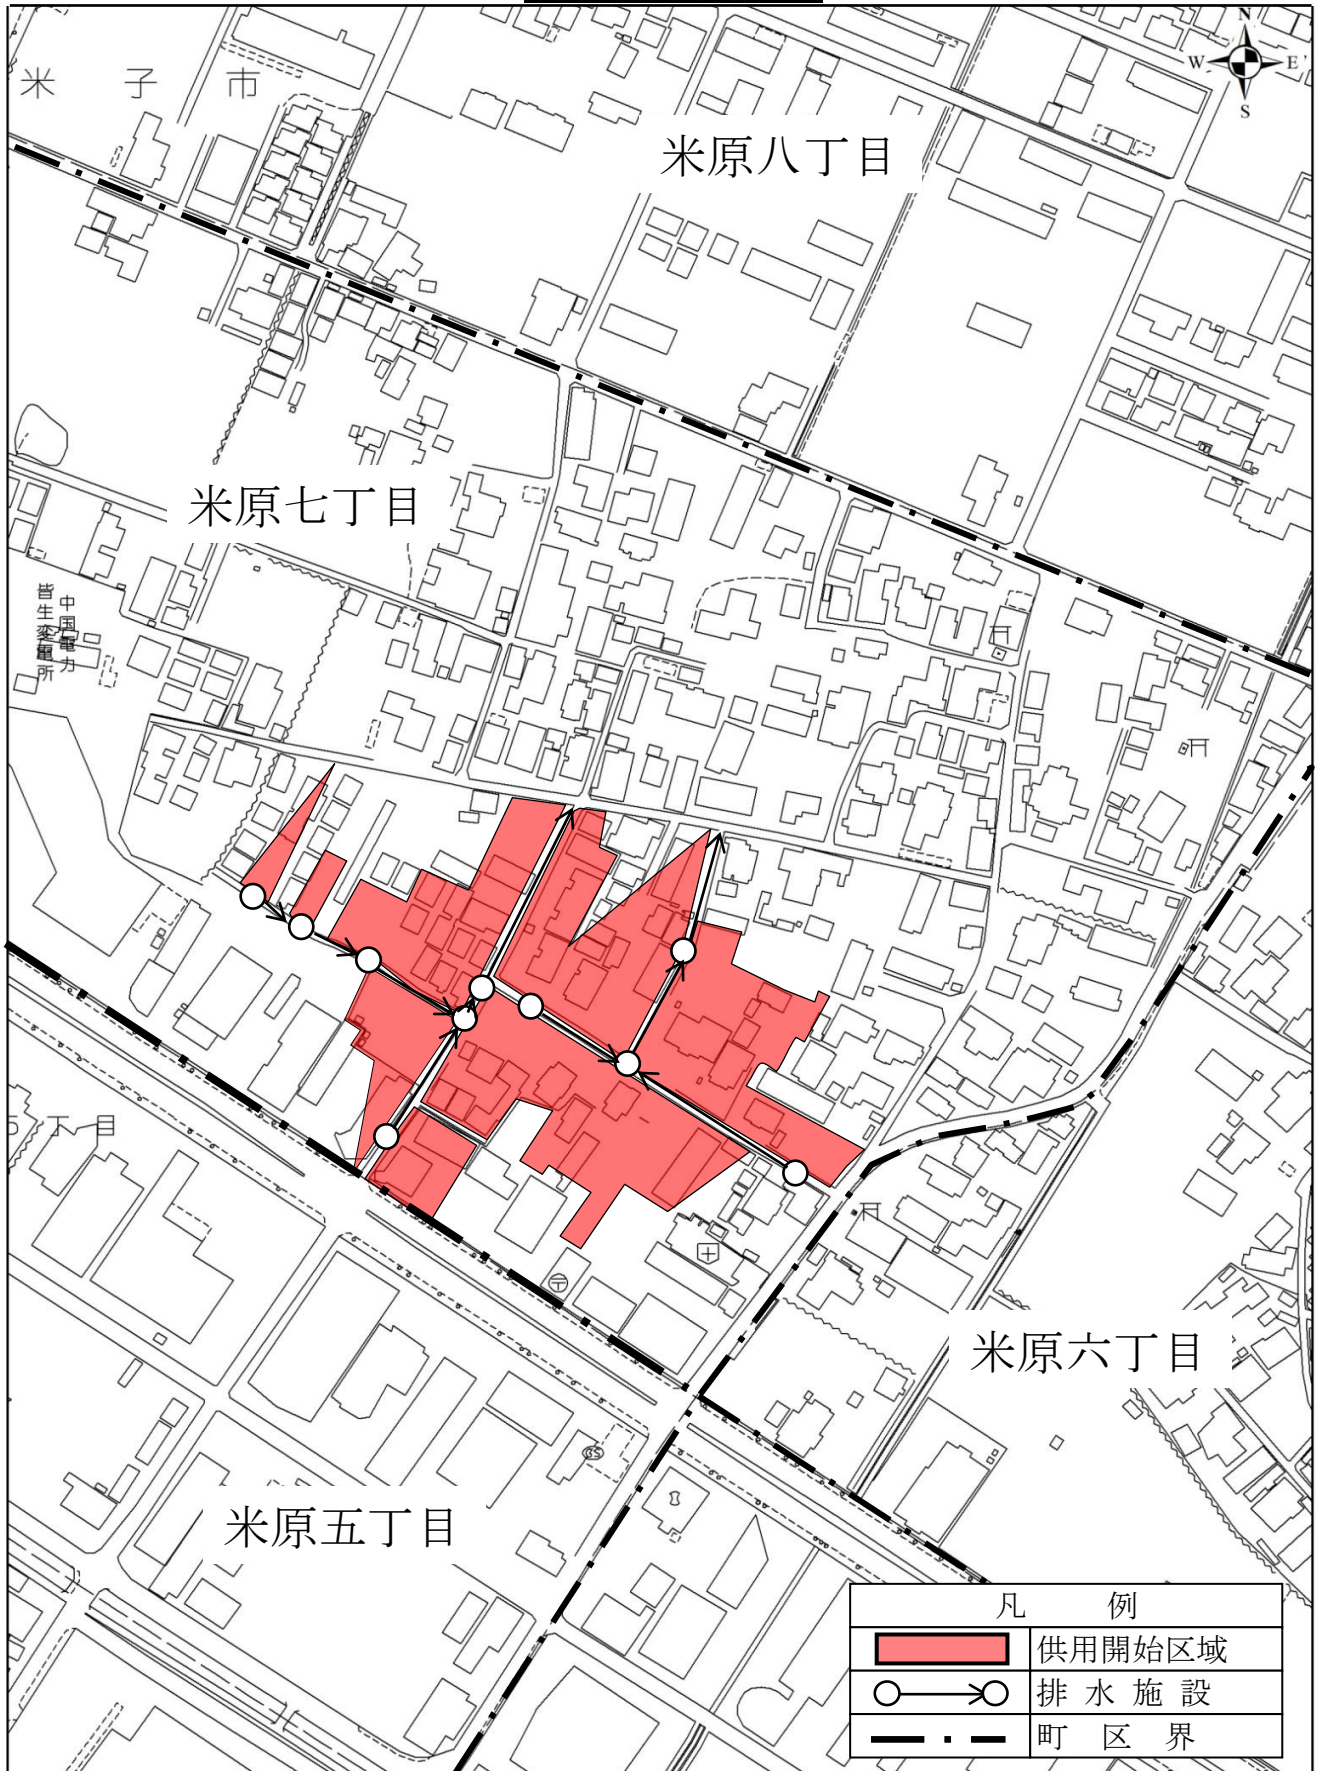 N
W E
S
米子市
米原八丁目
米原七丁目
中国電力
皆生変電所
5丁目
米原六丁目
GS
米原五丁目
凡例
供用開始区域
排水施設
町区界